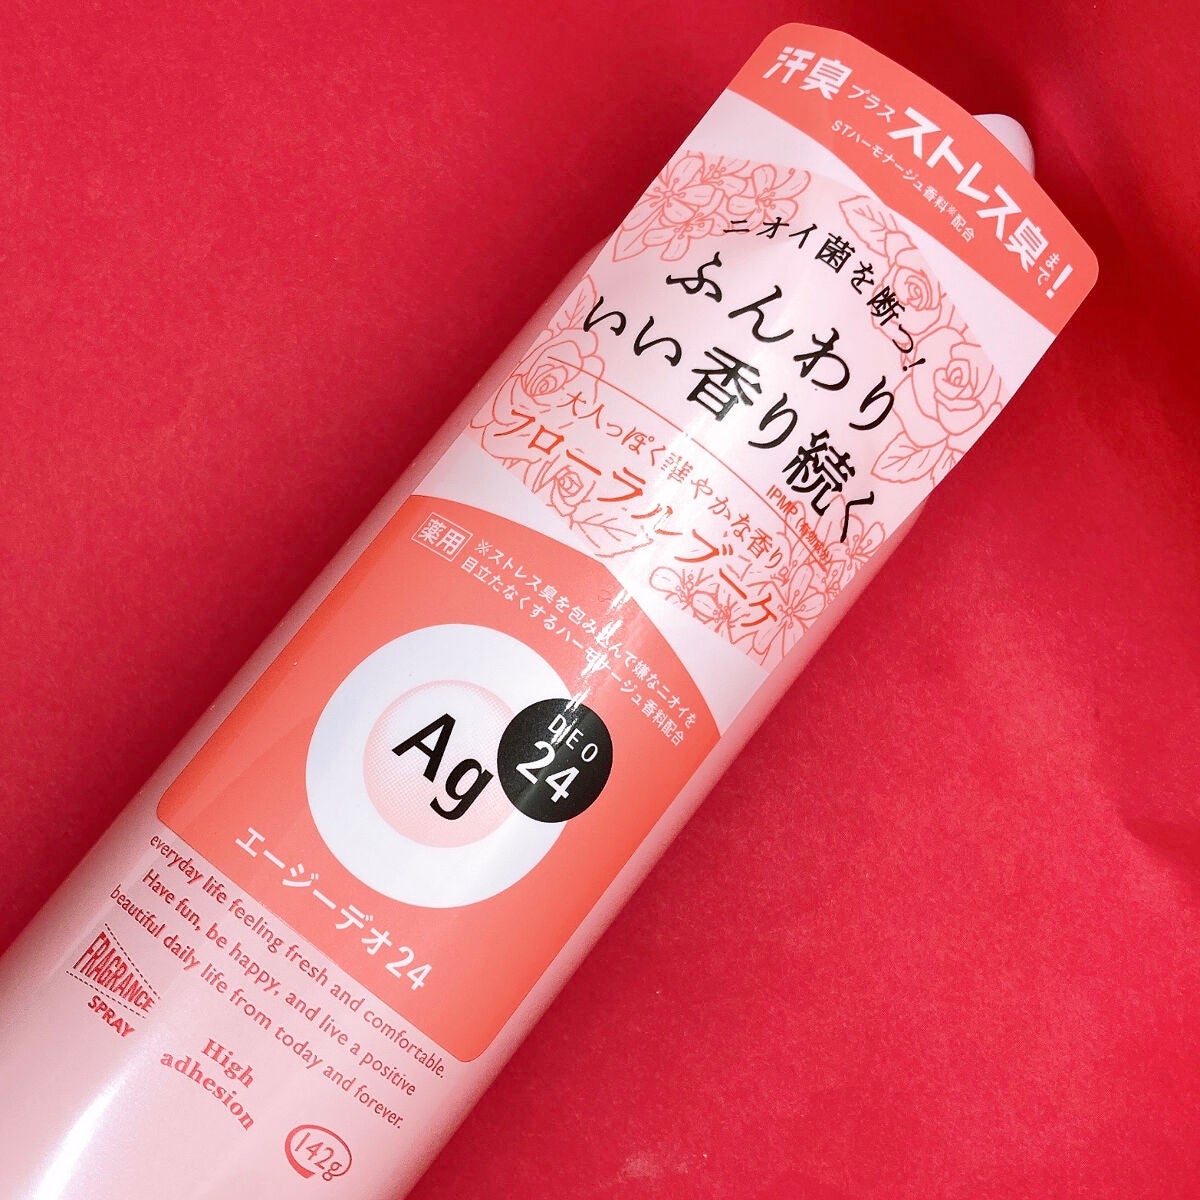 汗臭プラスストレス臭まで!
STハーモナージュ香料※配合
ニオイ菌を断つ!
ふんわり
いい香り続く
IPMP(有効成分)
大人っぽく華やかな香り
フローラルブーケ
薬用
※ストレス臭を包み込んで嫌なニオイを
目立たなくするハーモナージュ香料配合
Ag
DEO
24
エージーデオ24
everyday life feeling fresh and comfortable.
Have fun, be happy, and live a positive
beautiful daily life from today and forever.
FRAGRANCE
SPRAY
High
adhesion
142g